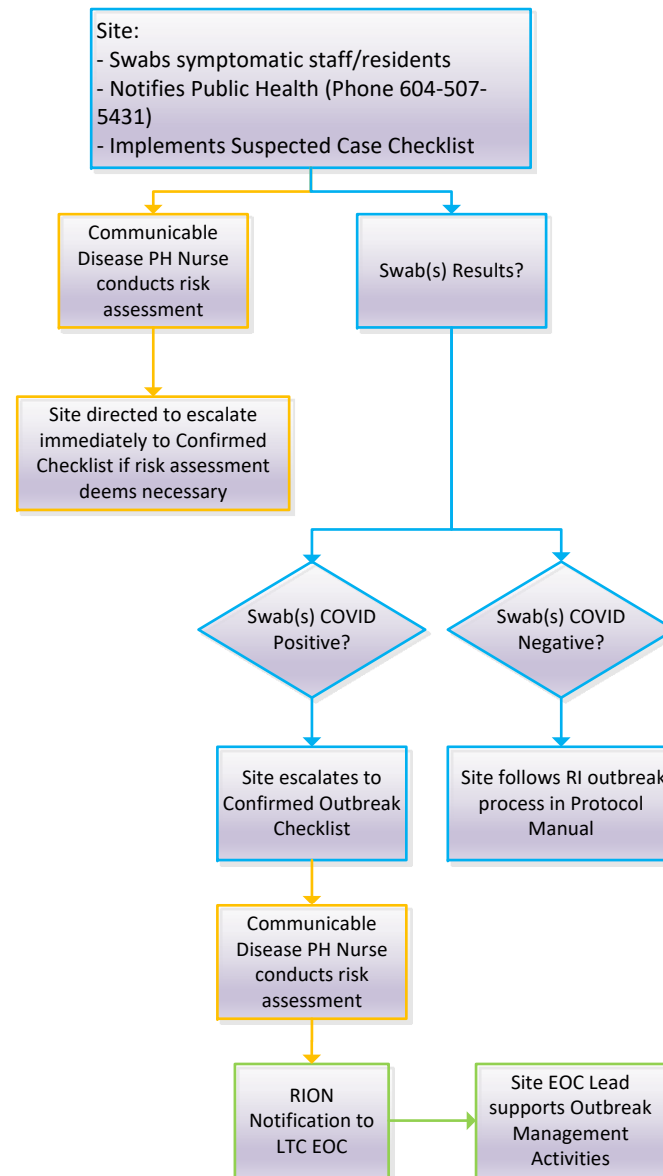 Site:
- Swabs symptomatic staff/residents
- Notifies Public Health (Phone 604-507-
5431)
- Implements Suspected Case Checklist
Communicable
Disease PH Nurse
conducts risk
assessment
Swab(s) Results?
Site directed to escalate
immediately to Confirmed
Checklist if risk assessment
deems necessary
Swab(s) COVID
Positive?
Swab(s) COVID
Negative?
Site escalates to
Confirmed Outbreak
Checklist
Site follows RI outbreak
process in Protocol
Manual
Communicable
Disease PH Nurse
conducts risk
assessment
RION
Notification to
LTC EOC
Site EOC Lead
supports Outbreak
Management
Activities